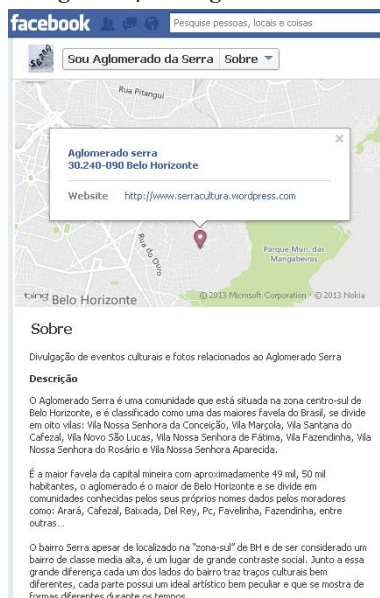 facebook
Pesquise pessoas, locais e coisas
SERRA
Sou Aglomerado da Serra
Sobre
Rua Pitangui
Aglomerado serra
30.240-090 Belo Horizonte
Website http://www.serracultura.wordpress.com
Rua do Ouro
Parque Mun. das
Mangabeiras
bing
Belo Horizonte
© 2013 Microsoft Corporation · © 2013 Nokia
Sobre
Divulgação de eventos culturais e fotos relacionados ao Aglomerado Serra
Descrição
O Aglomerado Serra é uma comunidade que está situada na zona centro-sul de
Belo Horizonte, e é classificado como uma das maiores favela do Brasil, se divide
em oito vilas: Vila Nossa Senhora da Conceição, Vila Marçola, Vila Santana do
Cafezal, Vila Novo São Lucas, Vila Nossa Senhora de Fátima, Vila Fazendinha, Vila
Nossa Senhora do Rosário e Vila Nossa Senhora Aparecida.
É a maior favela da capital mineira com aproximadamente 49 mil, 50 mil
habitantes, o aglomerado é o maior de Belo Horizonte e se divide em
comunidades conhecidas pelos seus próprios nomes dados pelos moradores
como: Arará, Cafezal, Baixada, Del Rey, Pc, Favelinha, Fazendinha, entre
outras...
O bairro Serra apesar de localizado na "zona-sul" de BH e de ser considerado um
bairro de classe media alta, é um lugar de grande contraste social. Junto a essa
grande diferença cada um dos lados do bairro traz traços culturais bem
diferentes, cada parte possui um ideal artístico bem peculiar e que se mostra de
formas diferentes durante os tempos.